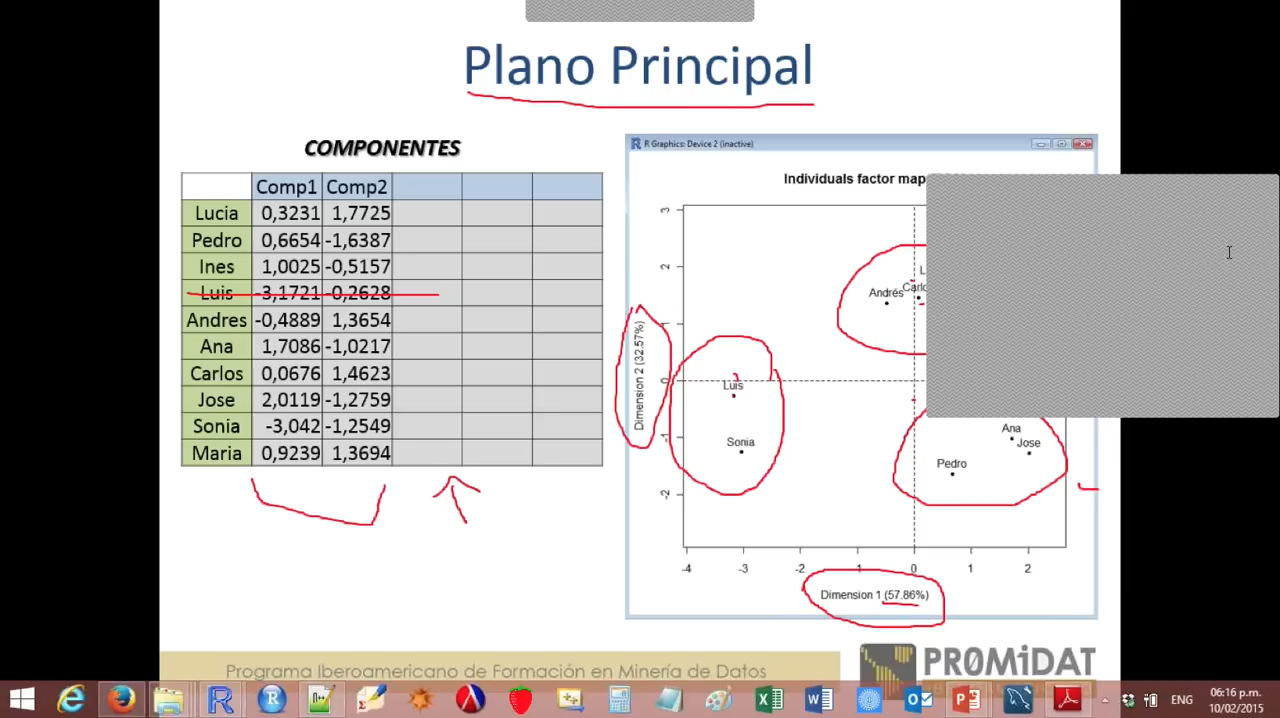 Plano Principal
COMPONENTES
Comp1 Comp2
Lucia 0,3231 1,7725
Pedro 0,6654 -1,6387
Ines 1,0025 -0,5157
Luis -3,1721 -0,2628
Andres -0,4889 1,3654
Ana 1,7086 -1,0217
Carlos 0,0676 1,4623
Jose 2,0119 -1,2759
Sonia -3,042 -1,2549
Maria 0,9239 1,3694
R Graphics: Device 2 (inactive)
Individuals factor map
3
2
1
0
-1
-2
Dimension 2 (32.57%)
L
Andrés
Carlo
Luis
Sonia
Ana
Jose
Pedro
-4 -3 -2 -1 0 1 2
Dimension 1 (57.86%)
Programa Iberoamericano de Formación en Minería de Datos
PROMiDAT
ENG
06:16 p.m.
10/02/2015